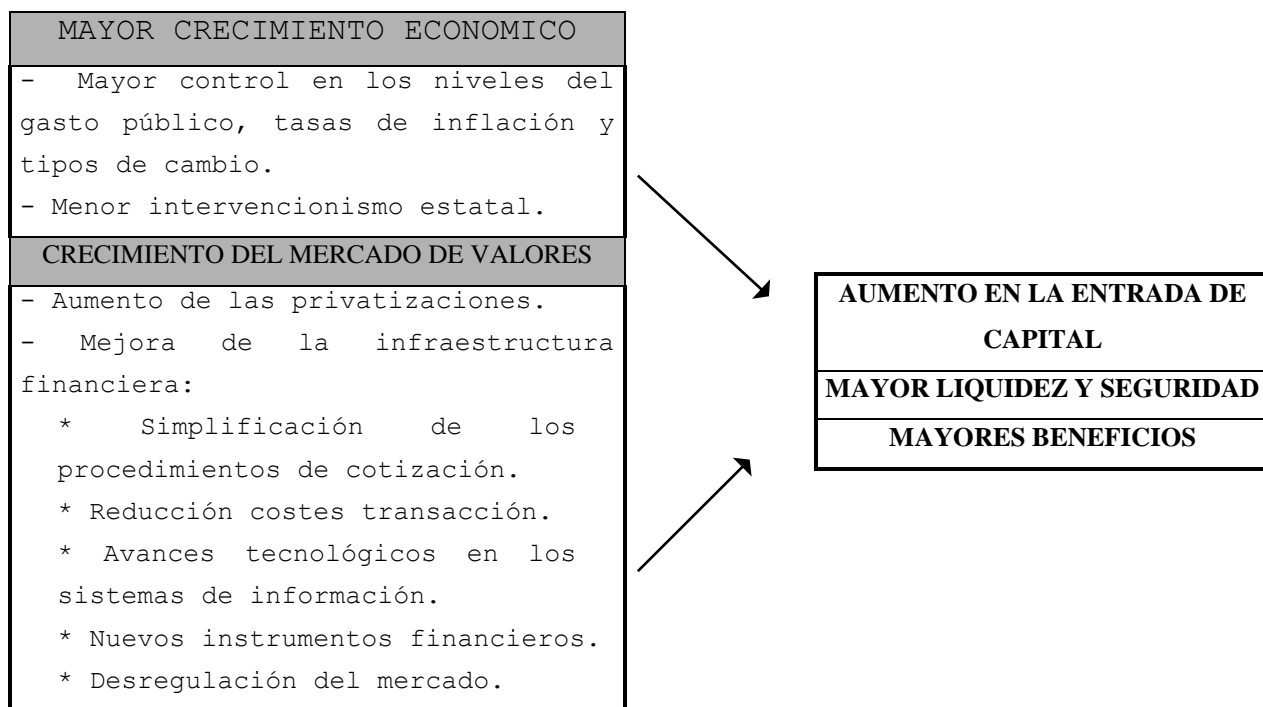 MAYOR CRECIMIENTO ECONOMICO
- Mayor control en los niveles del
gasto público, tasas de inflación y
tipos de cambio.
- Menor intervencionismo estatal.
CRECIMIENTO DEL MERCADO DE VALORES
- Aumento de las privatizaciones.
- Mejora de la infraestructura
financiera:
* Simplificación de los
procedimientos de cotización.
* Reducción costes transacción.
* Avances tecnológicos en los
sistemas de información.
* Nuevos instrumentos financieros.
* Desregulación del mercado.
AUMENTO EN LA ENTRADA DE
CAPITAL
MAYOR LIQUIDEZ Y SEGURIDAD
MAYORES BENEFICIOS